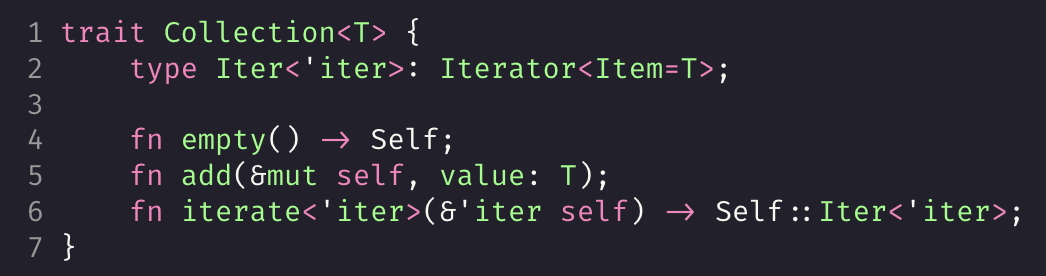 1 trait Collection<T> {
2     type Iter<'iter>: Iterator<Item=T>;
3
4     fn empty() -> Self;
5     fn add(&mut self, value: T);
6     fn iterate<'iter>(&'iter self) -> Self::Iter<'iter>;
7 }